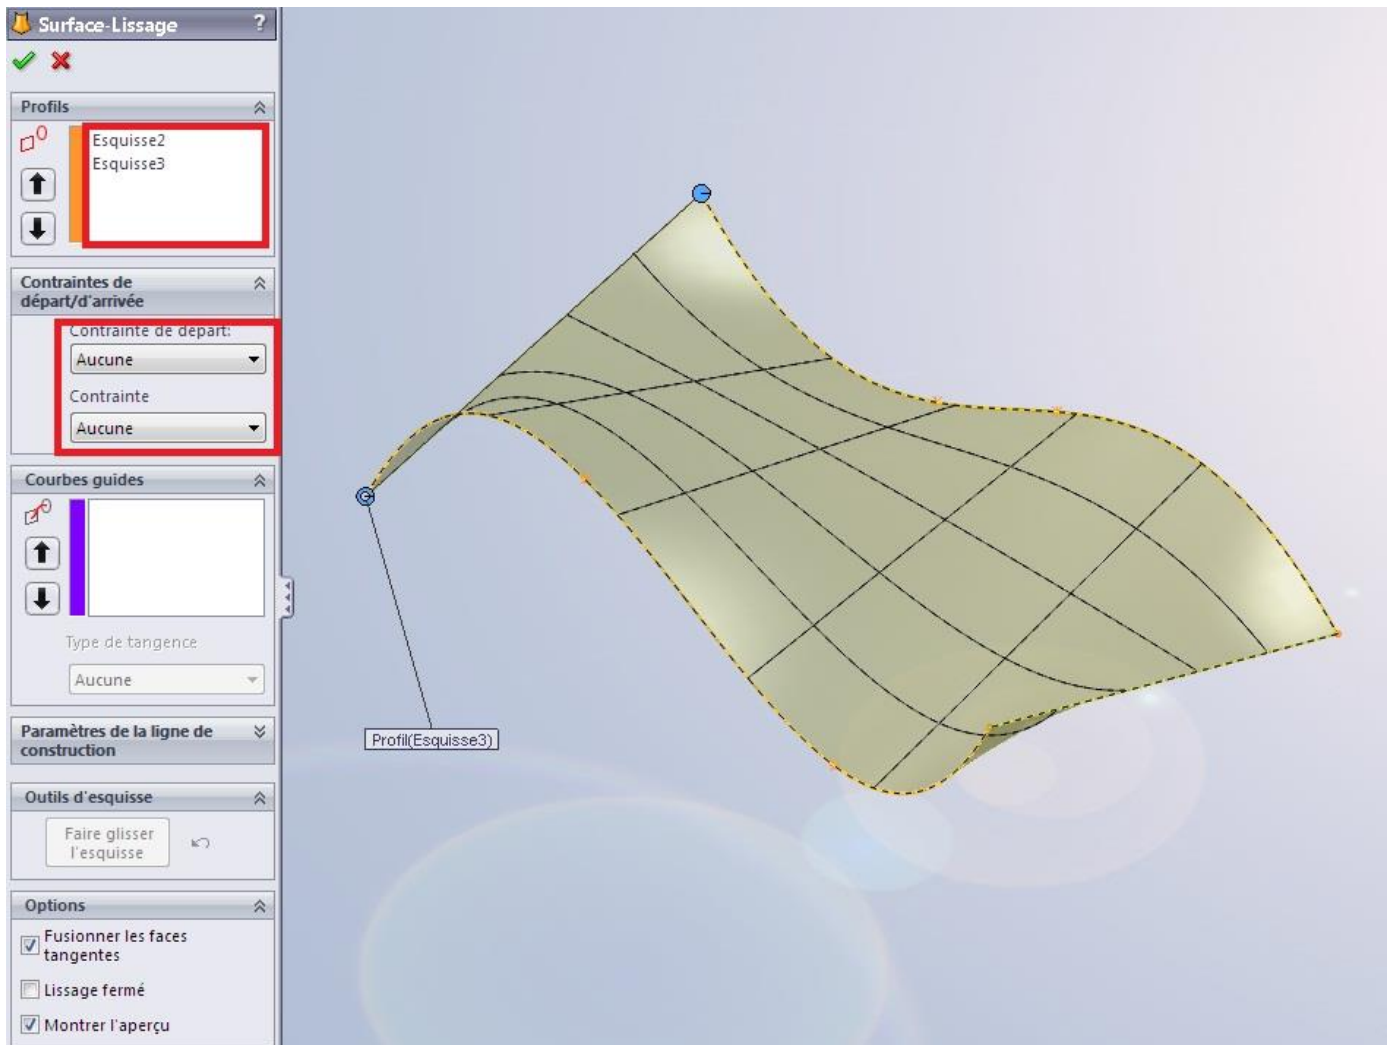 Surface-Lissage ?
Profils
Esquisse2
Esquisse3
Contraintes de
départ/d'arrivée
Contrainte de départ:
Aucune
Contrainte
Aucune
Courbes guides
Type de tangence
Aucune
Paramètres de la ligne de
construction
Outils d'esquisse
Faire glisser
l'esquisse
Options
Fusionner les faces
tangentes
Lissage fermé
Montrer l'aperçu
Profil(Esquisse3)